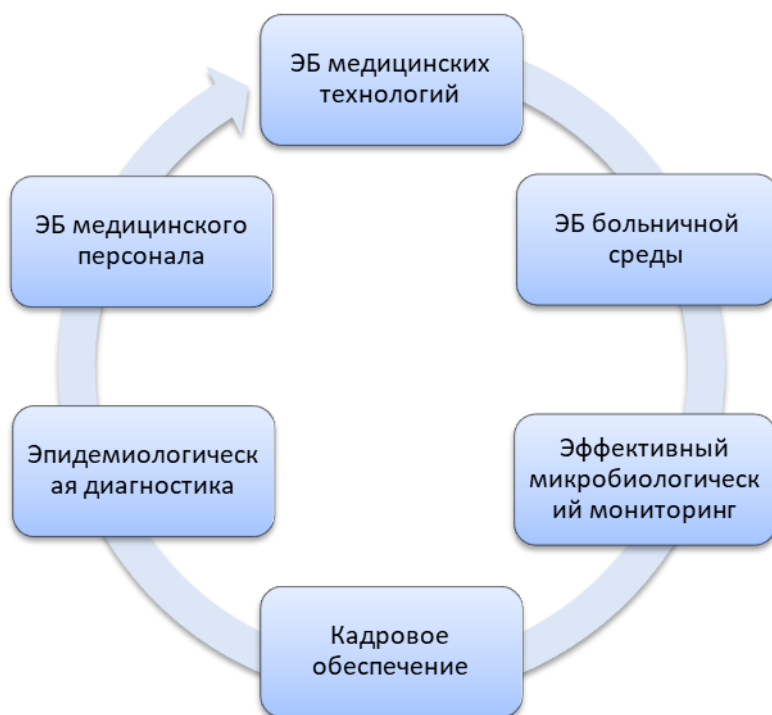 ЭБ медицинских
технологий
ЭБ больничной
среды
Эффективный
микробиологическ
ий мониторинг
Кадровое
обеспечение
Эпидемиологическ
ая диагностика
ЭБ медицинского
персонала